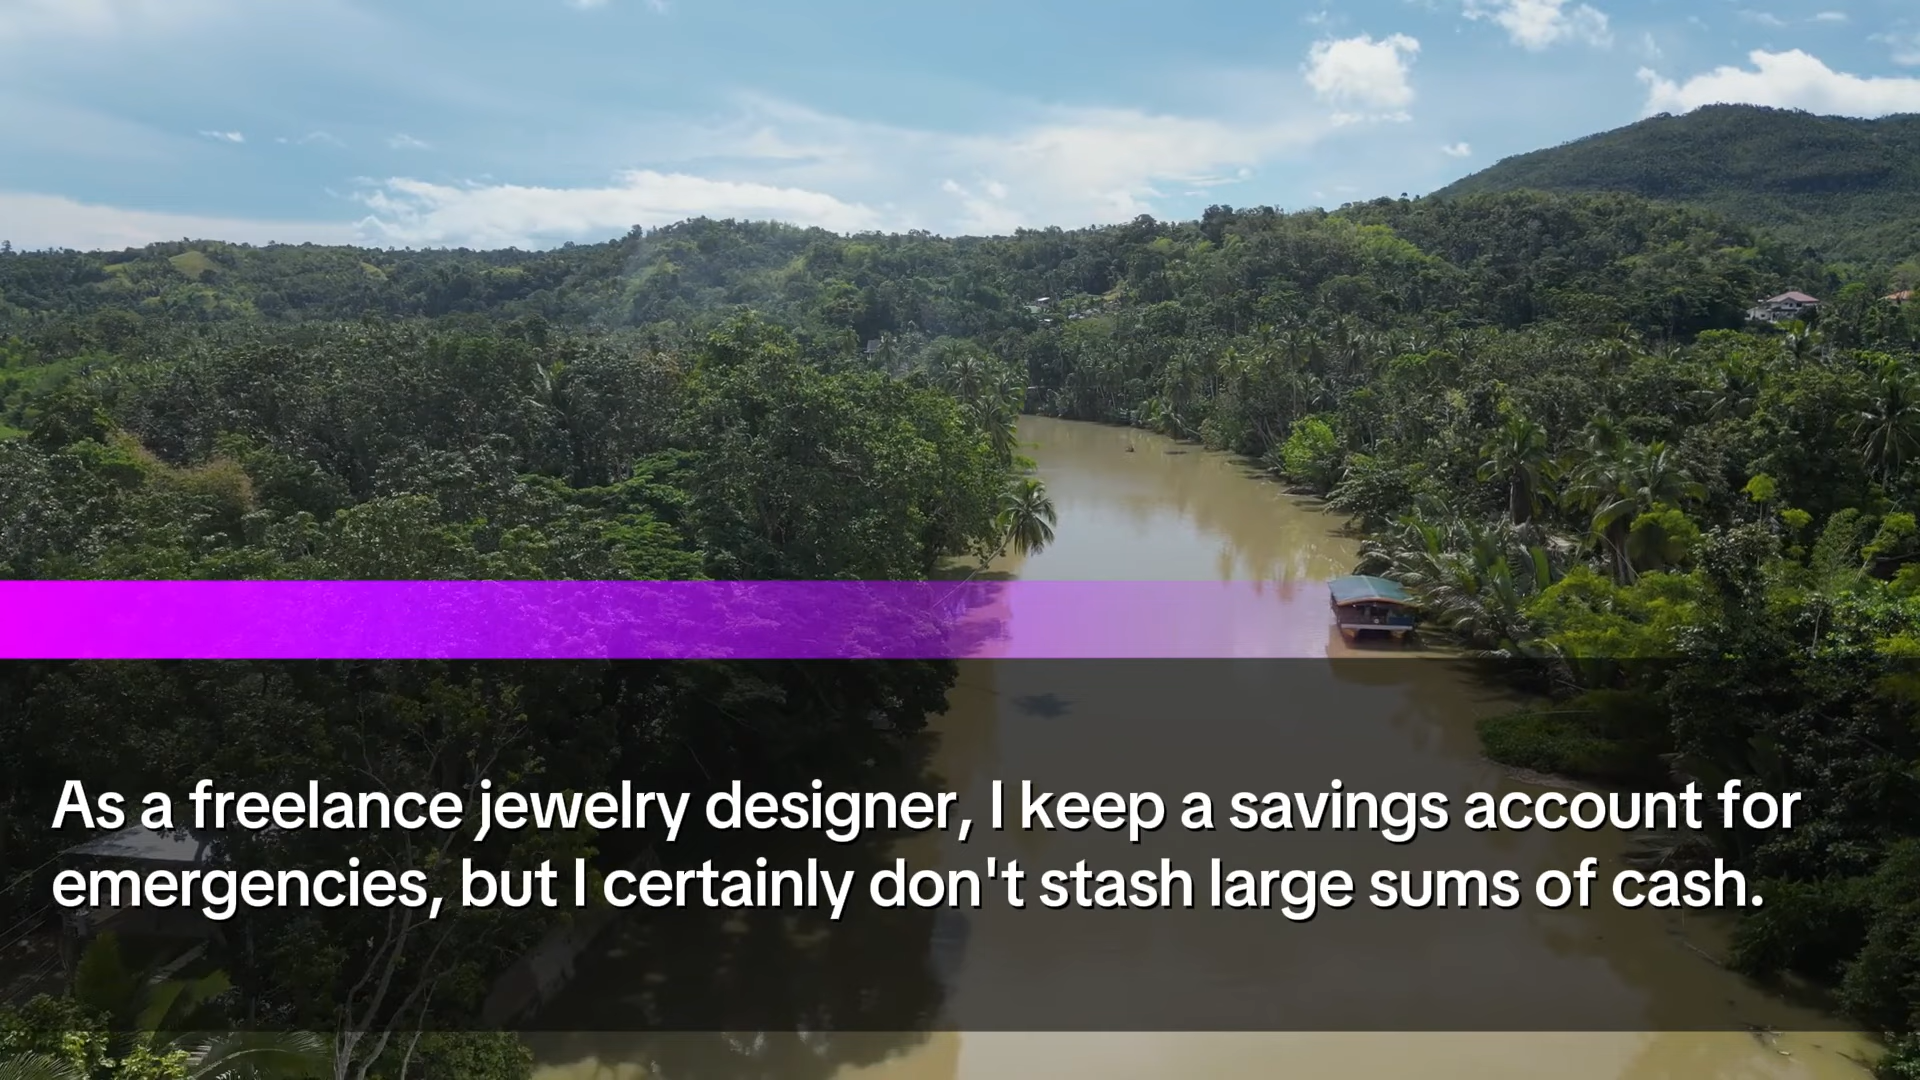 As a freelance jewelry designer, I keep a savings account for
emergencies, but I certainly don't stash large sums of cash.